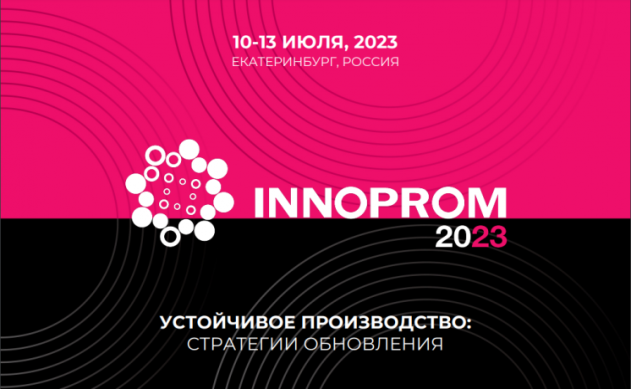 10-13 ИЮЛЯ, 2023
ЕКАТЕРИНБУРГ, РОССИЯ
INNOPROM
2023
УСТОЙЧИВОЕ ПРОИЗВОДСТВО:
СТРАТЕГИИ ОБНОВЛЕНИЯ